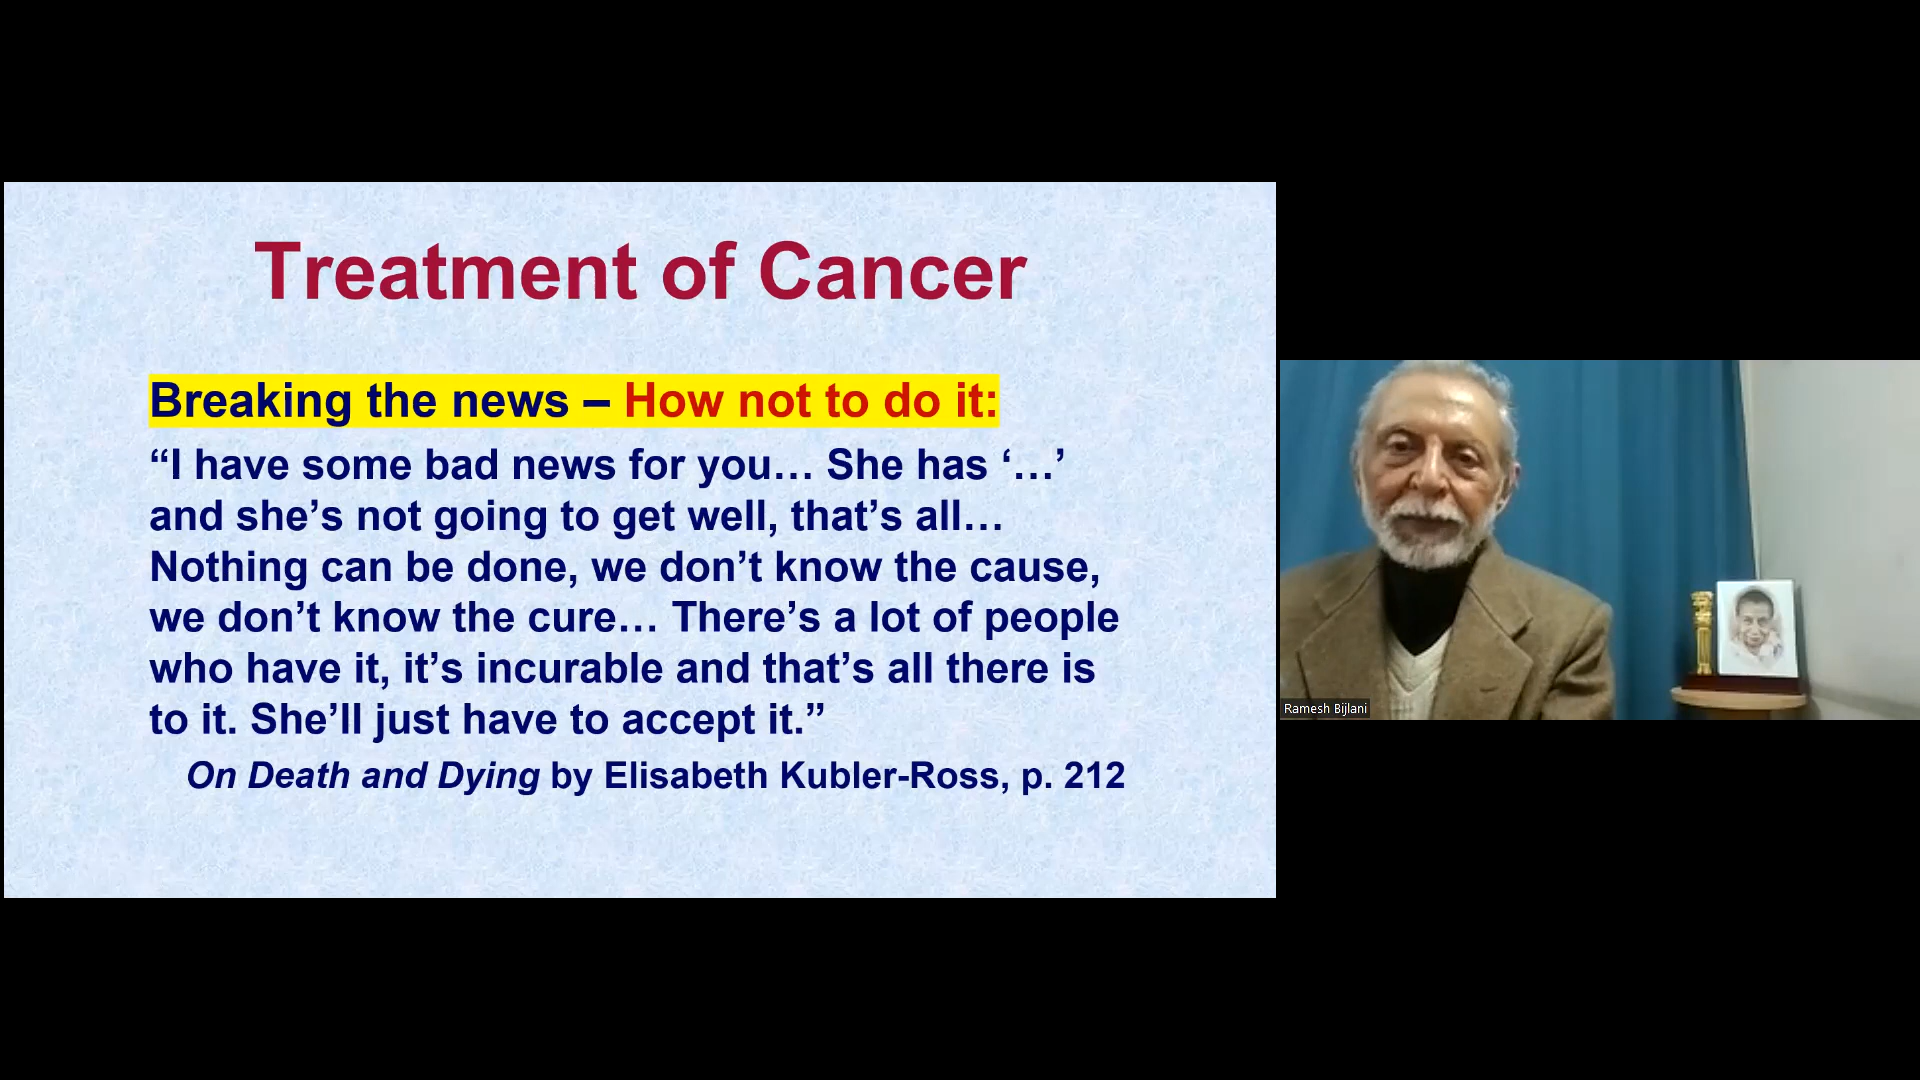 Treatment of Cancer
Breaking the news – How not to do it:
“I have some bad news for you… She has ‘…’
and she’s not going to get well, that’s all…
Nothing can be done, we don’t know the cause,
we don’t know the cure… There’s a lot of people
who have it, it’s incurable and that’s all there is
to it. She’ll just have to accept it.”
On Death and Dying by Elisabeth Kubler-Ross, p. 212
Ramesh Bijlani